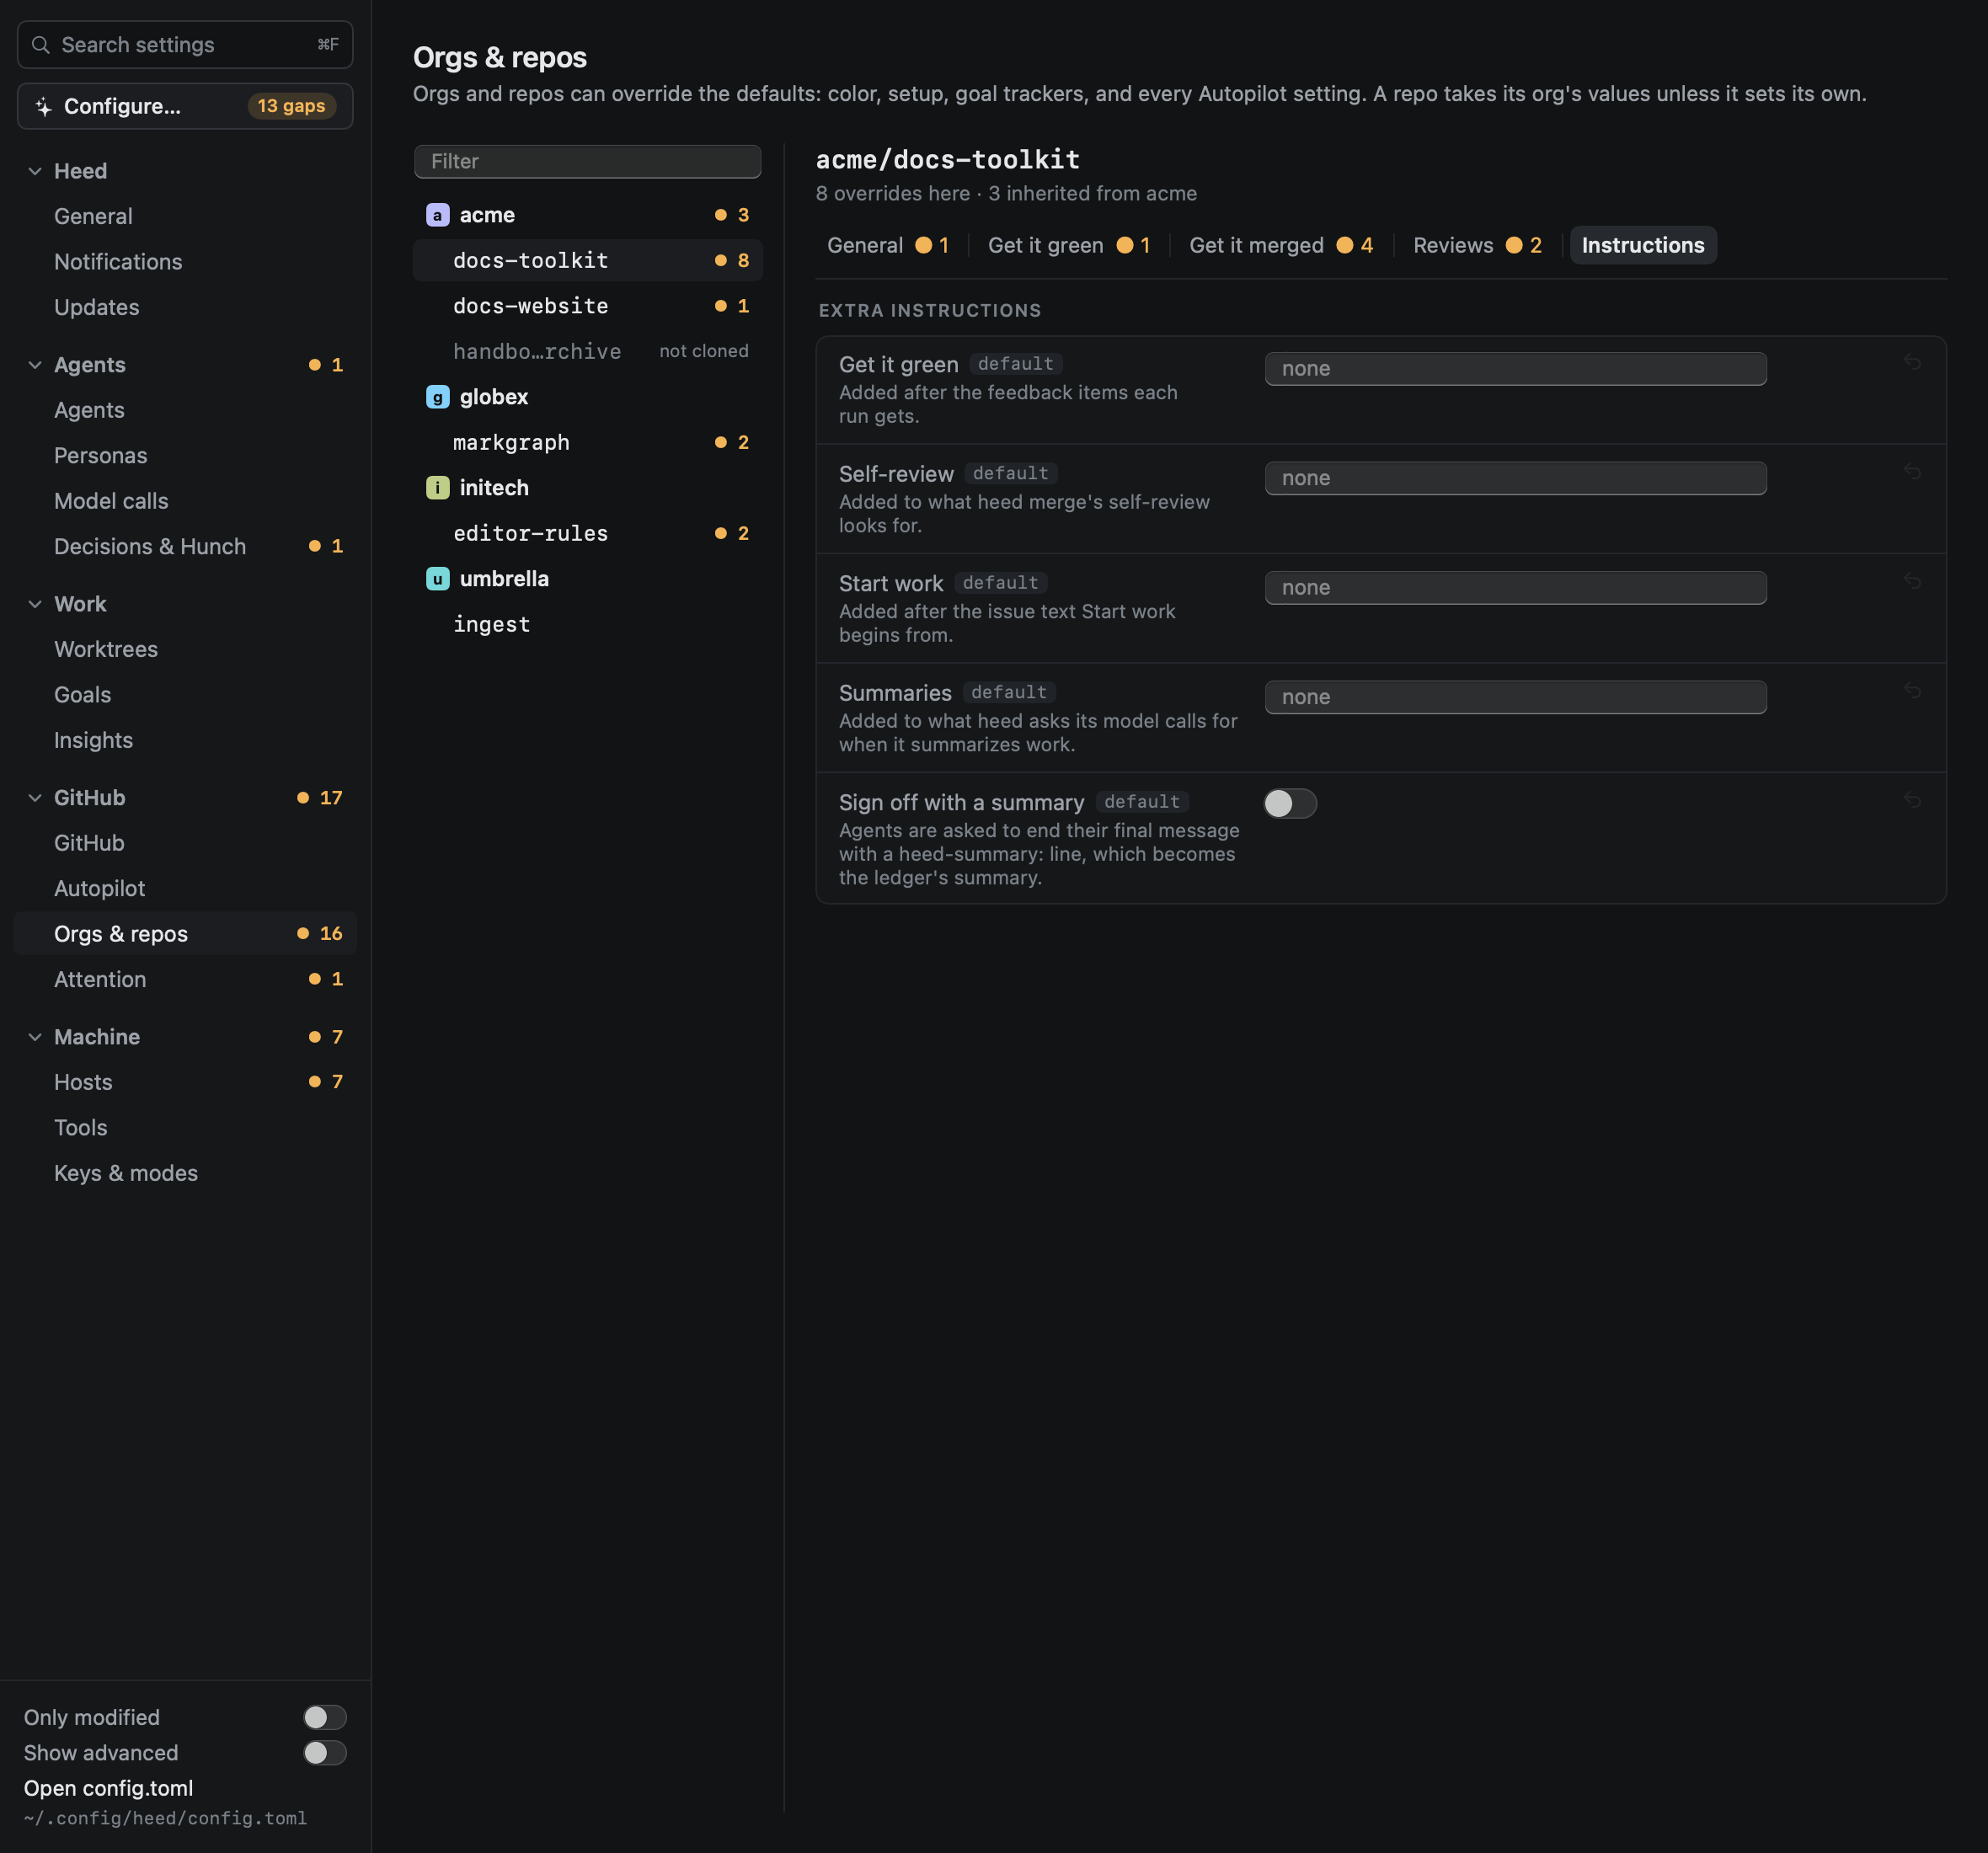 Search settings ⌘F
Configure... 13 gaps
Heed
General
Notifications
Updates
Agents 1
Agents
Personas
Model calls
Decisions & Hunch 1
Work
Worktrees
Goals
Insights
GitHub 17
GitHub
Autopilot
Orgs & repos 16
Attention 1
Machine 7
Hosts 7
Tools
Keys & modes
Only modified
Show advanced
Open config.toml
~/.config/heed/config.toml
Orgs & repos
Orgs and repos can override the defaults: color, setup, goal trackers, and every Autopilot setting. A repo takes its org's values unless it sets its own.
Filter
a acme 3
docs-toolkit 8
docs-website 1
handbo…rchive not cloned
g globex
markgraph 2
i initech
editor-rules 2
u umbrella
ingest
acme/docs-toolkit
8 overrides here · 3 inherited from acme
General 1 Get it green 1 Get it merged 4 Reviews 2 Instructions
EXTRA INSTRUCTIONS
Get it green default none
Added after the feedback items each
run gets.
Self-review default none
Added to what heed merge's self-review
looks for.
Start work default none
Added after the issue text Start work
begins from.
Summaries default none
Added to what heed asks its model calls for
when it summarizes work.
Sign off with a summary default
Agents are asked to end their final message
with a heed-summary: line, which becomes
the ledger's summary.